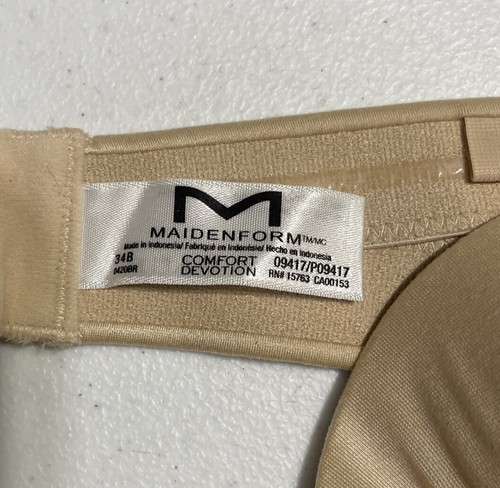 M
MAIDENFORM TM/MC
Made in Indonesia/ Fabriqué en Indonésie/ Hecho en Indonesia
34B COMFORT 09417/P09417
0420BR DEVOTION RN# 15763 CA00153